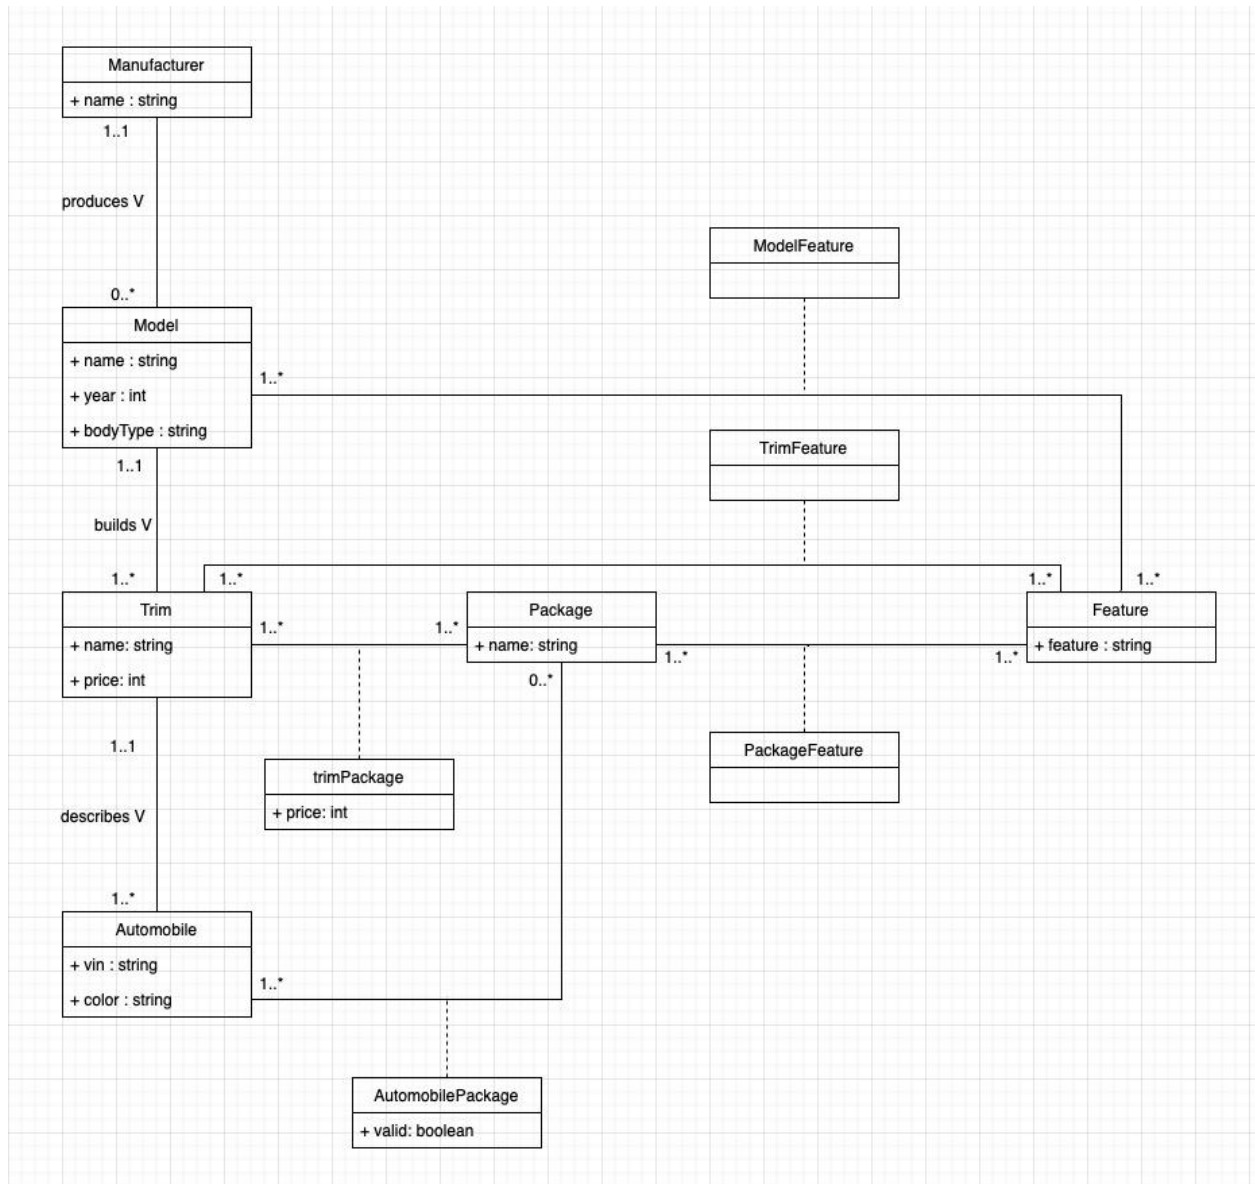 Manufacturer
+ name : string
1..1
produces V
0..*
Model
+ name : string
+ year : int
+ bodyType : string
1..*
1..1
builds V
1..*
ModelFeature
TrimFeature
1..*
1..*
1..*
Trim
+ name: string
+ price: int
1..*
1..*
Package
+ name: string
1..*
0..*
1..*
Feature
+ feature : string
1..1
describes V
1..*
trimPackage
+ price: int
PackageFeature
Automobile
+ vin : string
+ color : string
1..*
AutomobilePackage
+ valid: boolean